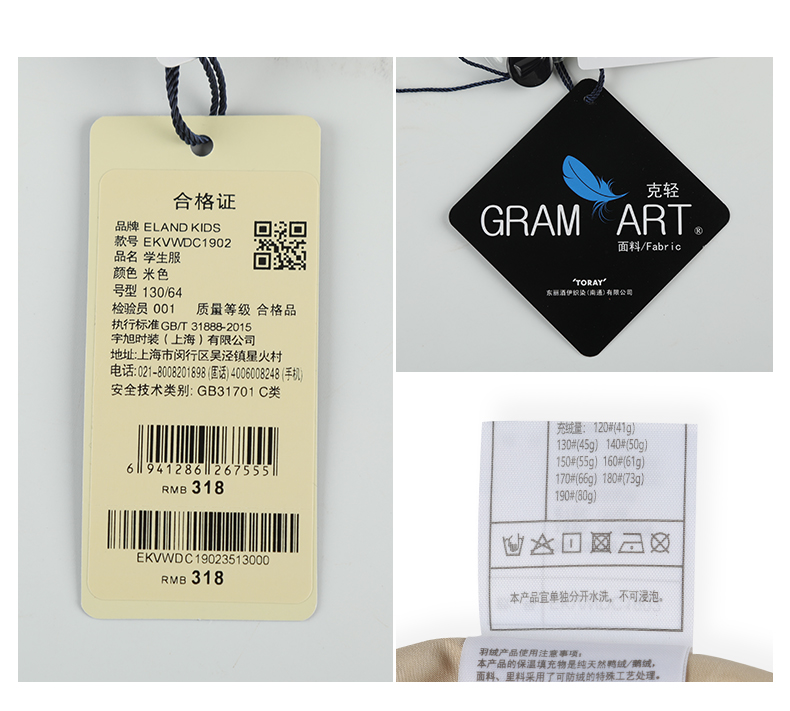 合格证
品牌 ELAND KIDS
款号 EKVWDC1902
品名 学生服
颜色 米色
号型 130/64
检验员 001 质量等级 合格品
执行标准 GB/T 31888-2015
宇旭时装（上海）有限公司
地址:上海市闵行区吴泾镇星火村
电话:021-8008201898 (固话) 4006008248 (手机)
安全技术类别: GB31701 C类
6 941286 267555
RMB 318
EKVWDC19023513000
RMB 318
克轻
GRAM ART®
面料/Fabric
"TORAY"
东丽酒伊织染(南通)有限公司
充绒量： 120#(41g)
130#(45g) 140#(50g)
150#(55g) 160#(61g)
170#(66g) 180#(73g)
190#(80g)
本产品宜单独分开水洗，不可浸泡。
羽绒产品使用注意事项：
本产品的保温填充物是纯天然鸭绒/鹅绒，
面料、里料采用了可防绒的特殊工艺处理。